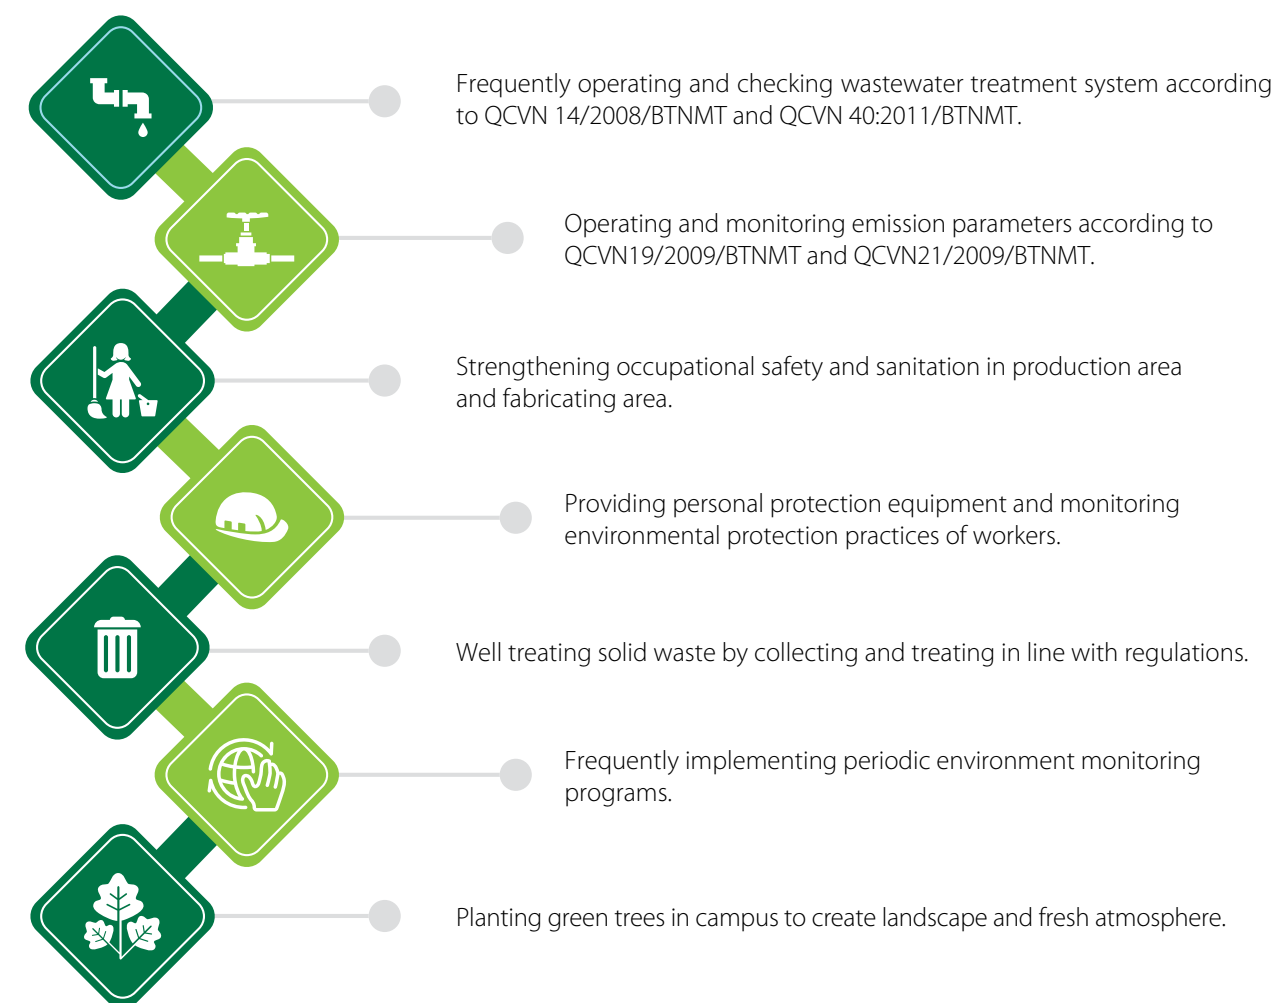 Frequently operating and checking wastewater treatment system according
to QCVN 14/2008/BTNMT and QCVN 40:2011/BTNMT.
Operating and monitoring emission parameters according to
QCVN19/2009/BTNMT and QCVN21/2009/BTNMT.
Strengthening occupational safety and sanitation in production area
and fabricating area.
Providing personal protection equipment and monitoring
environmental protection practices of workers.
Well treating solid waste by collecting and treating in line with regulations.
Frequently implementing periodic environment monitoring
programs.
Planting green trees in campus to create landscape and fresh atmosphere.